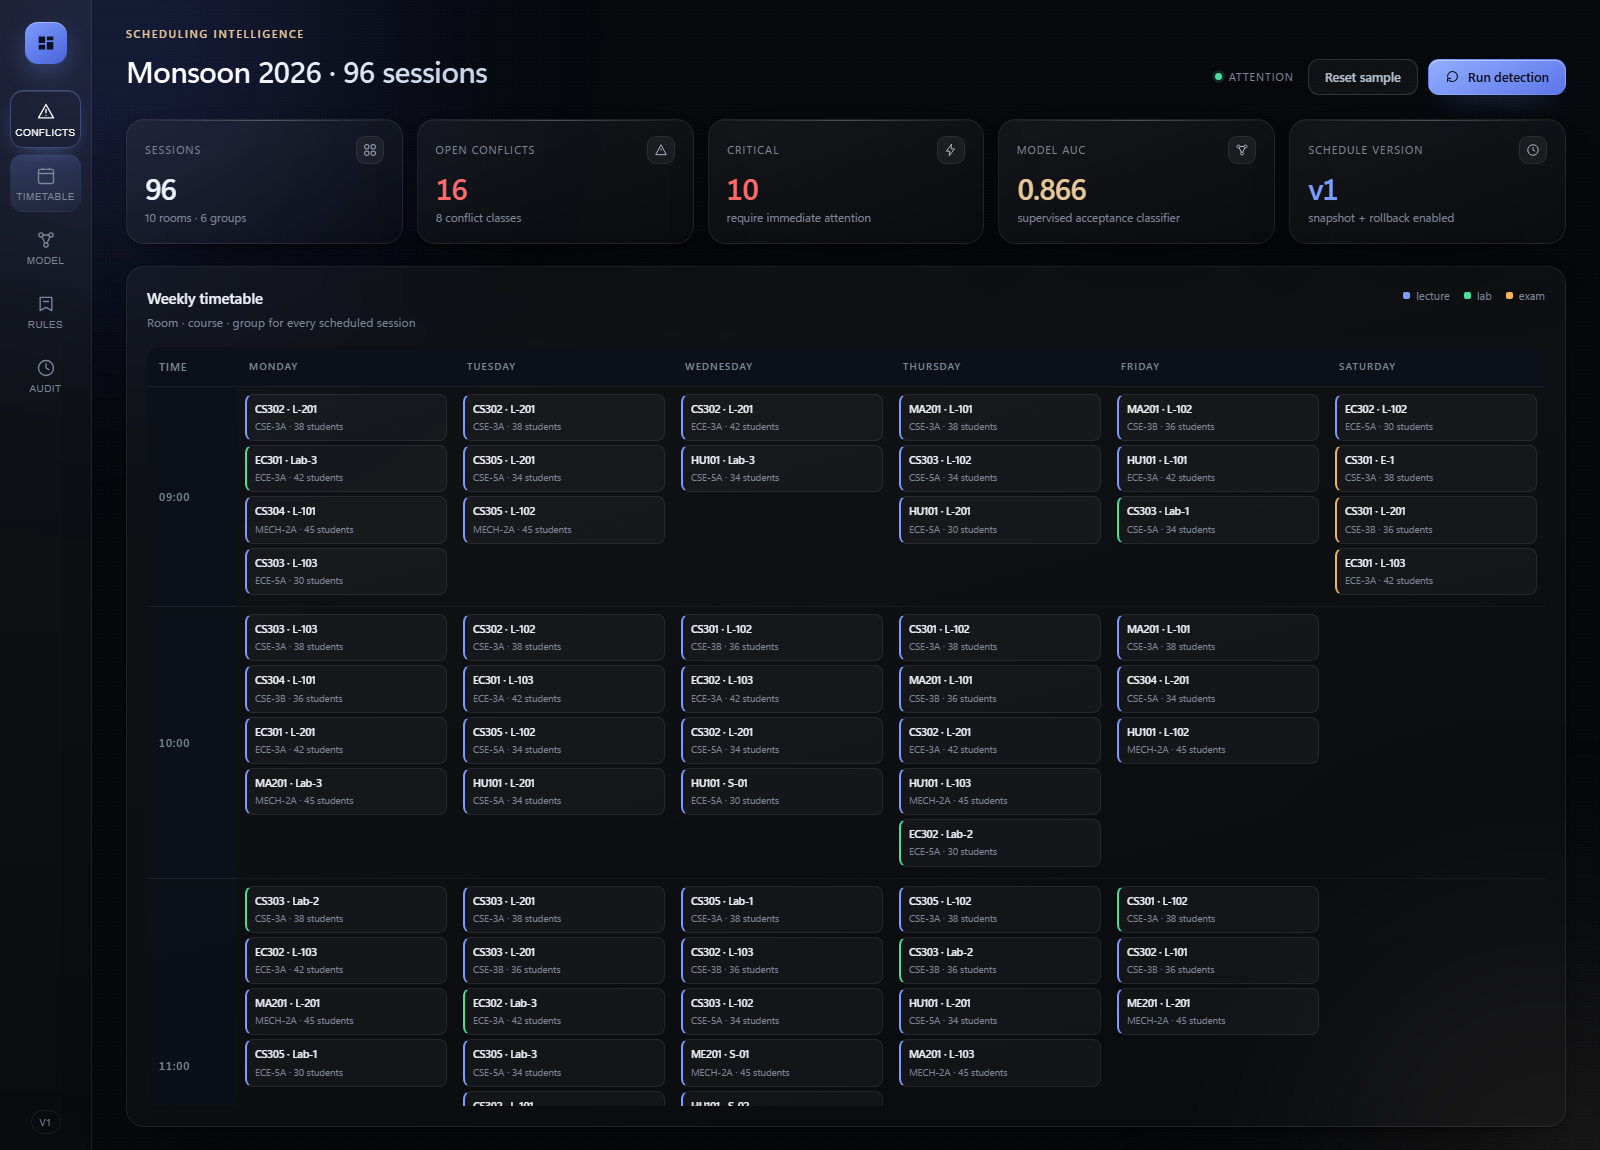 SCHEDULING INTELLIGENCE
Monsoon 2026 · 96 sessions
ATTENTION
Reset sample
Run detection
CONFLICTS
TIMETABLE
MODEL
RULES
AUDIT
V1
SESSIONS
96
10 rooms · 6 groups
OPEN CONFLICTS
16
8 conflict classes
CRITICAL
10
require immediate attention
MODEL AUC
0.866
supervised acceptance classifier
SCHEDULE VERSION
v1
snapshot + rollback enabled
Weekly timetable
Room · course · group for every scheduled session
lecture
lab
exam
TIME
MONDAY
TUESDAY
WEDNESDAY
THURSDAY
FRIDAY
SATURDAY
09:00
CS302 · L-201
CSE-3A · 38 students
EC301 · Lab-3
ECE-3A · 42 students
CS304 · L-101
MECH-2A · 45 students
CS303 · L-103
ECE-5A · 30 students
CS302 · L-201
CSE-3A · 38 students
CS305 · L-201
CSE-5A · 34 students
CS305 · L-102
MECH-2A · 45 students
CS302 · L-201
ECE-3A · 42 students
HU101 · Lab-3
CSE-5A · 34 students
MA201 · L-101
CSE-3A · 38 students
CS303 · L-102
CSE-5A · 34 students
HU101 · L-201
ECE-5A · 30 students
MA201 · L-102
CSE-3B · 36 students
HU101 · L-101
ECE-3A · 42 students
CS303 · Lab-1
CSE-5A · 34 students
EC302 · L-102
ECE-5A · 30 students
CS301 · E-1
CSE-3A · 38 students
CS301 · L-201
CSE-3B · 36 students
EC301 · L-103
ECE-3A · 42 students
10:00
CS303 · L-103
CSE-3A · 38 students
CS304 · L-101
CSE-3B · 36 students
EC301 · L-201
ECE-3A · 42 students
MA201 · Lab-3
MECH-2A · 45 students
CS302 · L-102
CSE-3A · 38 students
EC301 · L-103
ECE-3A · 42 students
CS305 · L-102
CSE-5A · 34 students
HU101 · L-201
CSE-5A · 34 students
CS301 · L-102
CSE-3B · 36 students
EC302 · L-103
ECE-3A · 42 students
CS302 · L-201
CSE-5A · 34 students
HU101 · S-01
ECE-5A · 30 students
CS301 · L-102
CSE-3A · 38 students
MA201 · L-101
CSE-3B · 36 students
CS302 · L-201
ECE-3A · 42 students
HU101 · L-103
MECH-2A · 45 students
EC302 · Lab-2
ECE-5A · 30 students
MA201 · L-101
CSE-3A · 38 students
CS304 · L-201
CSE-5A · 34 students
HU101 · L-102
MECH-2A · 45 students
11:00
CS303 · Lab-2
CSE-3A · 38 students
EC302 · L-103
ECE-3A · 42 students
MA201 · L-201
MECH-2A · 45 students
CS305 · Lab-1
ECE-5A · 30 students
CS303 · L-201
CSE-3A · 38 students
CS303 · L-201
CSE-3B · 36 students
EC302 · Lab-3
ECE-3A · 42 students
CS305 · Lab-3
CSE-5A · 34 students
CS302 · L-101
CS305 · Lab-1
CSE-3A · 38 students
CS302 · L-103
CSE-3B · 36 students
CS303 · L-102
CSE-5A · 34 students
ME201 · S-01
MECH-2A · 45 students
HU101 · S-02
CS305 · L-102
CSE-3A · 38 students
CS303 · Lab-2
CSE-3B · 36 students
HU101 · L-201
CSE-5A · 34 students
MA201 · L-103
MECH-2A · 45 students
CS301 · L-102
CSE-3A · 38 students
CS302 · L-101
CSE-3B · 36 students
ME201 · L-201
MECH-2A · 45 students